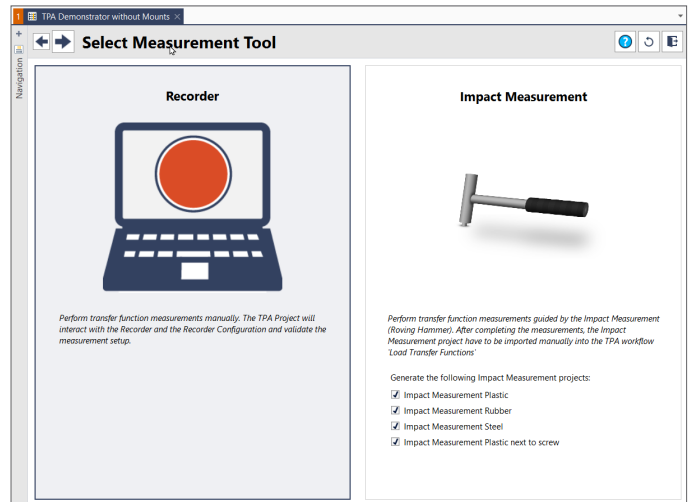 1 TPA Demonstrator without Mounts ×
Select Measurement Tool
?
Navigation
Recorder
Perform transfer function measurements manually. The TPA Project will
interact with the Recorder and the Recorder Configuration and validate the
measurement setup.
Impact Measurement
Perform transfer function measurements guided by the Impact Measurement
(Roving Hammer). After completing the measurements, the Impact
Measurement project have to be imported manually into the TPA workflow
'Load Transfer Functions'
Generate the following Impact Measurement projects:
Impact Measurement Plastic
Impact Measurement Rubber
Impact Measurement Steel
Impact Measurement Plastic next to screw